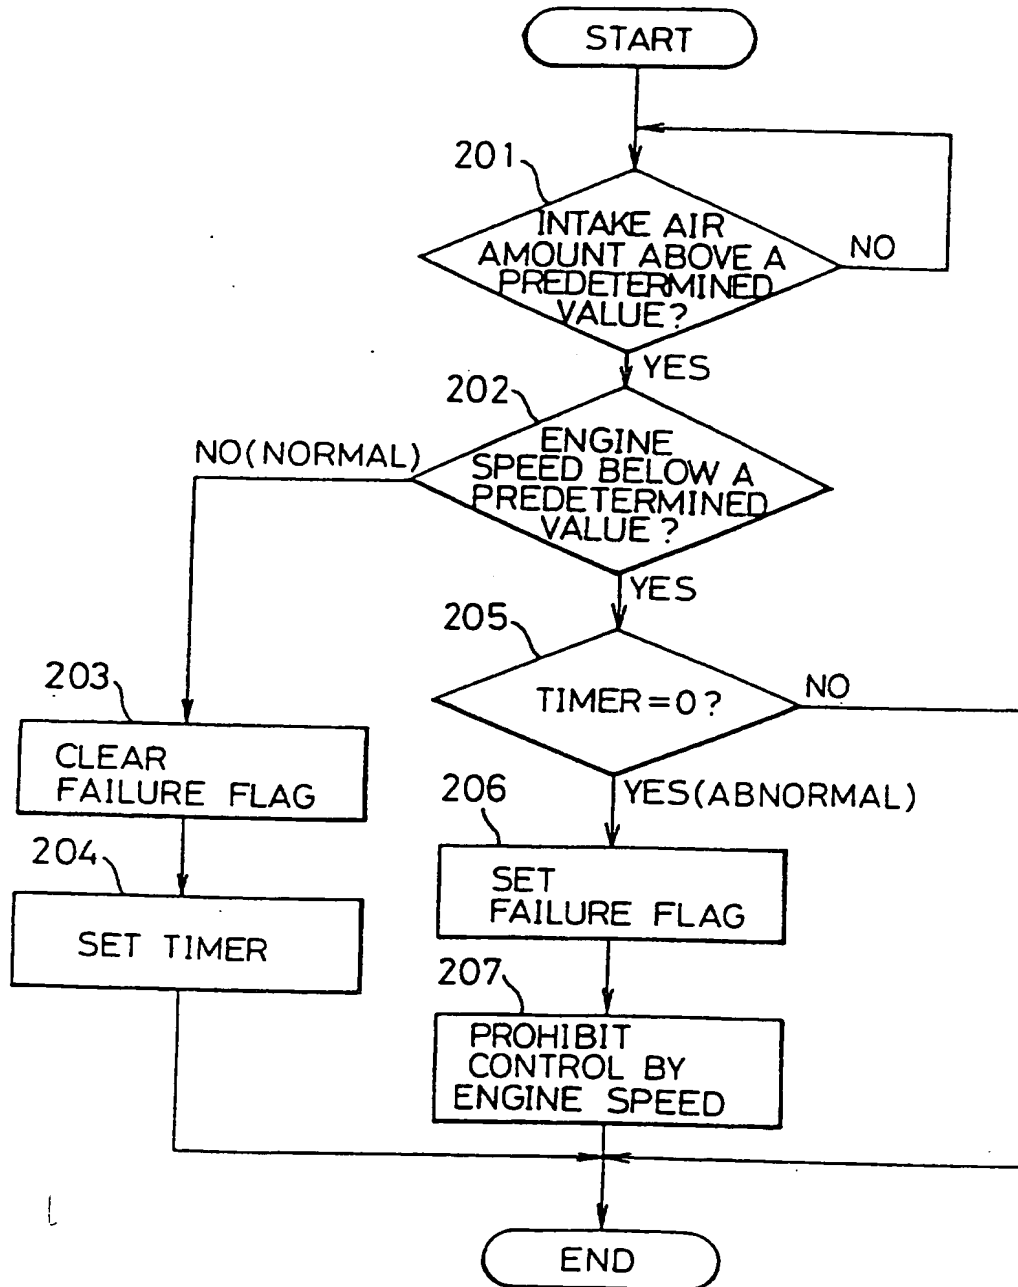 START
201
INTAKE AIR
AMOUNT ABOVE A
PREDETERMINED
VALUE?
NO
YES
202
ENGINE
SPEED BELOW A
PREDETERMINED
VALUE?
NO(NORMAL)
YES
205
TIMER=0?
NO
203
CLEAR
FAILURE FLAG
YES(ABNORMAL)
206
SET
FAILURE FLAG
204
SET TIMER
207
PROHIBIT
CONTROL BY
ENGINE SPEED
END